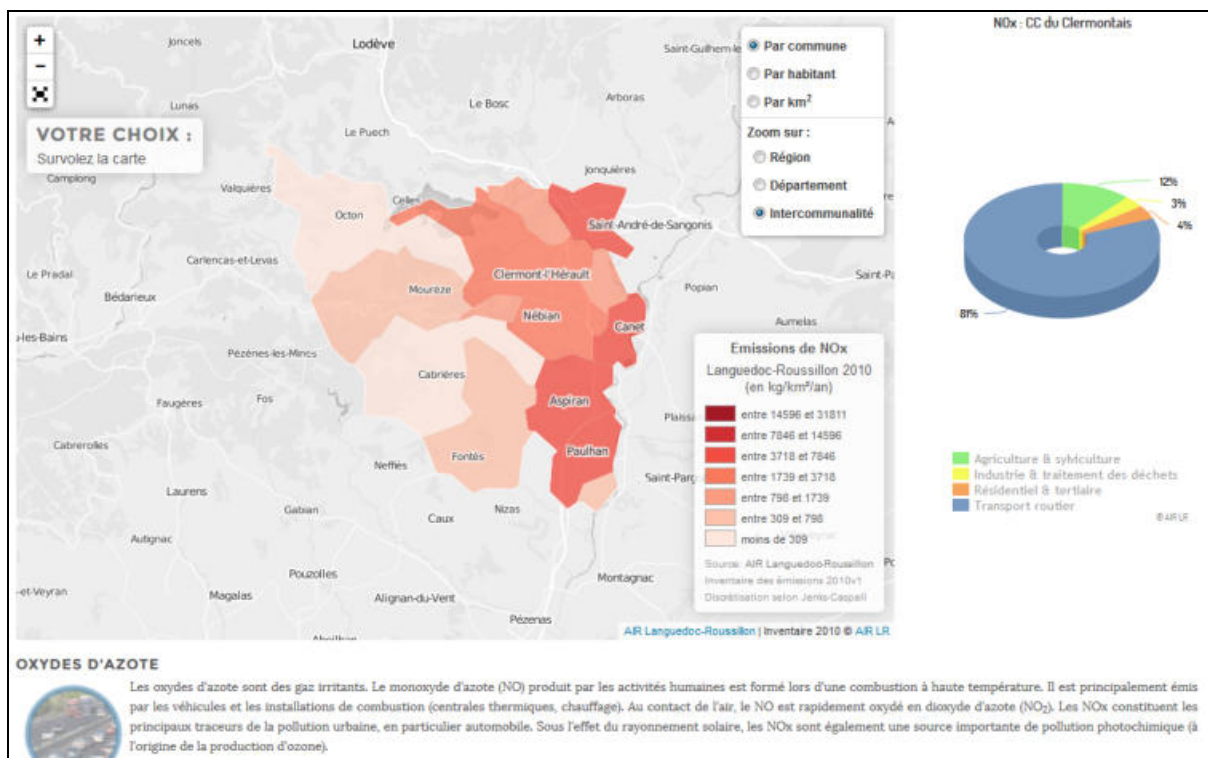 NOx : CC du Clermontais
+
−
Joncels
Lodève
Saint-Guilhem-le
Par commune
Par habitant
Par km²
Zoom sur :
Région
Département
Intercommunalité
Lunas
Le Bosc
Arboras
VOTRE CHOIX :
Survolez la carte
Le Puech
Camplong
Valquières
Celles
Jonquières
Octon
Saint-André-de-Sangonis
Carlencas-et-Levas
Clermont-l'Hérault
Le Pradal
Bédarieux
Mourèze
Popian
Saint-Pa
Nébian
Canet
Aumelas
u-les-Bains
Pézènes-les-Mines
Cabrières
Faugères
Fos
Aspiran
Plaissa
Cabrerolles
Neffiès
Fontès
Paulhan
Saint-Parg
Laurens
Gabian
Caux
Nizas
Autignac
Pouzolles
Montagnac
-et-Veyran
Magalas
Alignan-du-Vent
Pézenas
Abeilhan
Emissions de NOx
Languedoc-Roussillon 2010
(en kg/km²/an)
entre 14596 et 31811
entre 7846 et 14596
entre 3718 et 7846
entre 1739 et 3718
entre 798 et 1739
entre 309 et 798
moins de 309
Source: AIR Languedoc-Roussillon
Inventaire des émissions 2010v1
Discrétisation selon Jenks-Caspall
AIR Languedoc-Roussillon | Inventaire 2010 © AIR LR
12%
3%
4%
81%
Agriculture & sylviculture
Industrie & traitement des déchets
Résidentiel & tertiaire
Transport routier
© AIR LR
OXYDES D'AZOTE
Les oxydes d'azote sont des gaz irritants. Le monoxyde d'azote (NO) produit par les activités humaines est formé lors d'une combustion à haute température. Il est principalement émis
par les véhicules et les installations de combustion (centrales thermiques, chauffage). Au contact de l'air, le NO est rapidement oxydé en dioxyde d'azote (NO₂). Les NOx constituent les
principaux traceurs de la pollution urbaine, en particulier automobile. Sous l'effet du rayonnement solaire, les NOx sont également une source importante de pollution photochimique (à
l'origine de la production d'ozone).